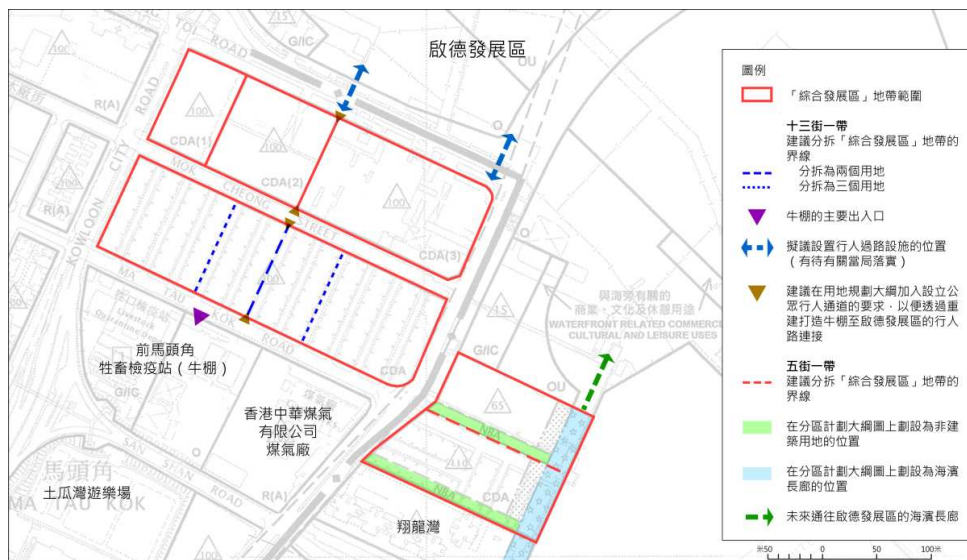 啟德發展區
TOI ROAD
G/IC
OU
O
R(A)
R(A)
KOWLOON CITY ROAD
100
100
100
100
CDA(1)
CDA(2)
CDA(3)
MOK CHEONG STREET
MA TAU KOK ROAD
CDA
前馬頭角
牲畜檢疫站（牛棚）
G/IC
香港中華煤氣
有限公司
煤氣廠
馬頭角
MA TAU KOK
土瓜灣遊樂場
SAN ROAD
R(A)
100
翔龍灣
與海旁有關的
商業、文化及休憩用途
WATERFRONT RELATED COMMERC
CULTURAL AND LEISURE USES
15
G/IC
OU
65
NBA
110
NBA
CDA
圖例
「綜合發展區」地帶範圍
十三街一帶
建議分拆「綜合發展區」地帶的
界線
分拆為兩個用地
分拆為三個用地
牛棚的主要出入口
擬議設置行人過路設施的位置
（有待有關當局落實）
建議在用地規劃大綱加入設立公
眾行人通道的要求，以便透過重
建打造牛棚至啟德發展區的行人
路連接
五街一帶
建議分拆「綜合發展區」地帶的
界線
在分區計劃大綱圖上劃設為非建
築用地的位置
在分區計劃大綱圖上劃設為海濱
長廊的位置
未來通往啟德發展區的海濱長廊
米50 0 50 100米